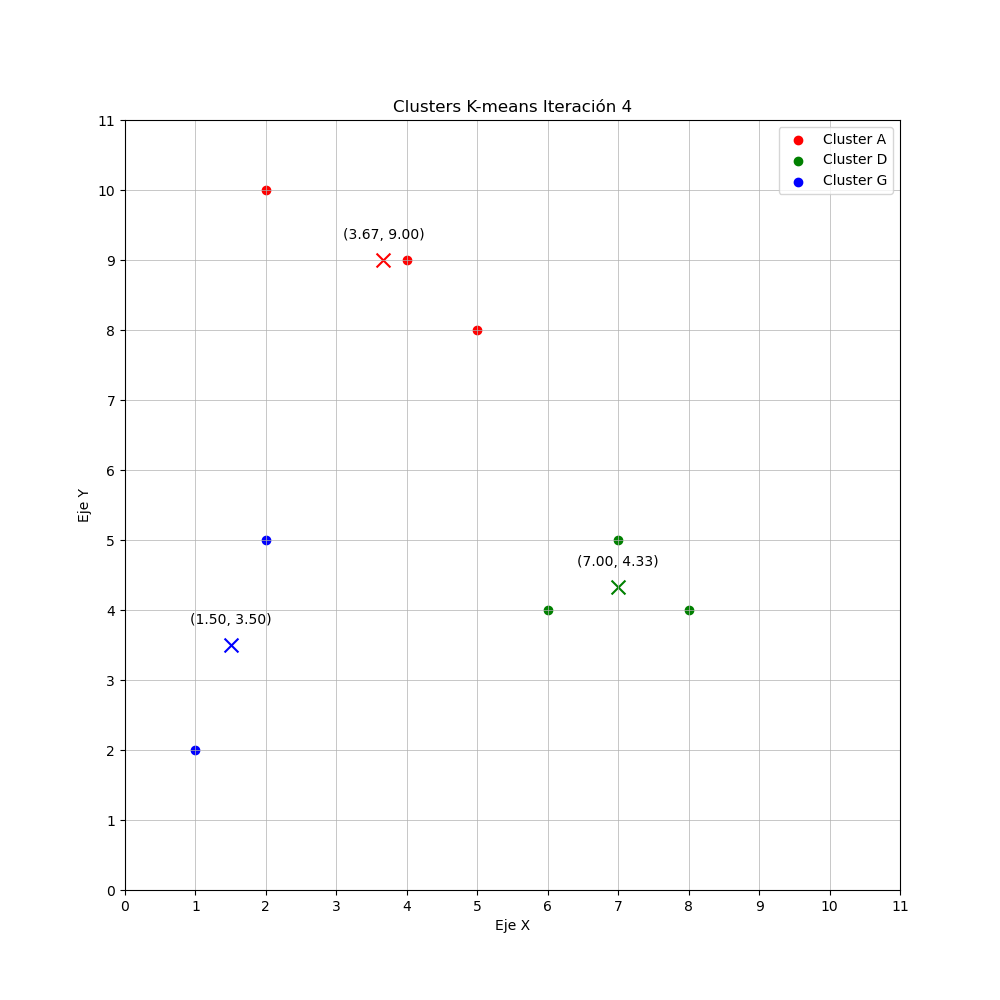 Clusters K-means Iteración 4
Cluster A
Cluster D
Cluster G
(3.67, 9.00)
(7.00, 4.33)
(1.50, 3.50)
Eje Y
11
10
9
8
7
6
5
4
3
2
1
0
0 1 2 3 4 5 6 7 8 9 10 11
Eje X